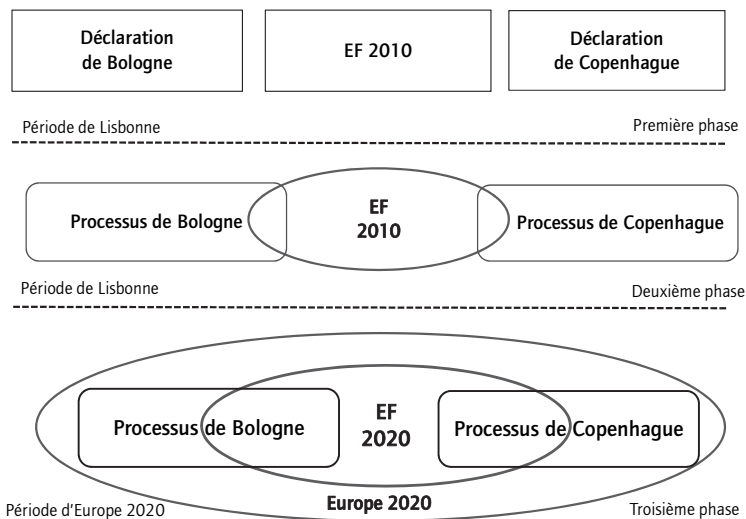 Déclaration
de Bologne
EF 2010
Déclaration
de Copenhague
Période de Lisbonne
Première phase
Processus de Bologne
EF
2010
Processus de Copenhague
Période de Lisbonne
Deuxième phase
Processus de Bologne
EF
2020
Processus de Copenhague
Période d'Europe 2020
Europe 2020
Troisième phase